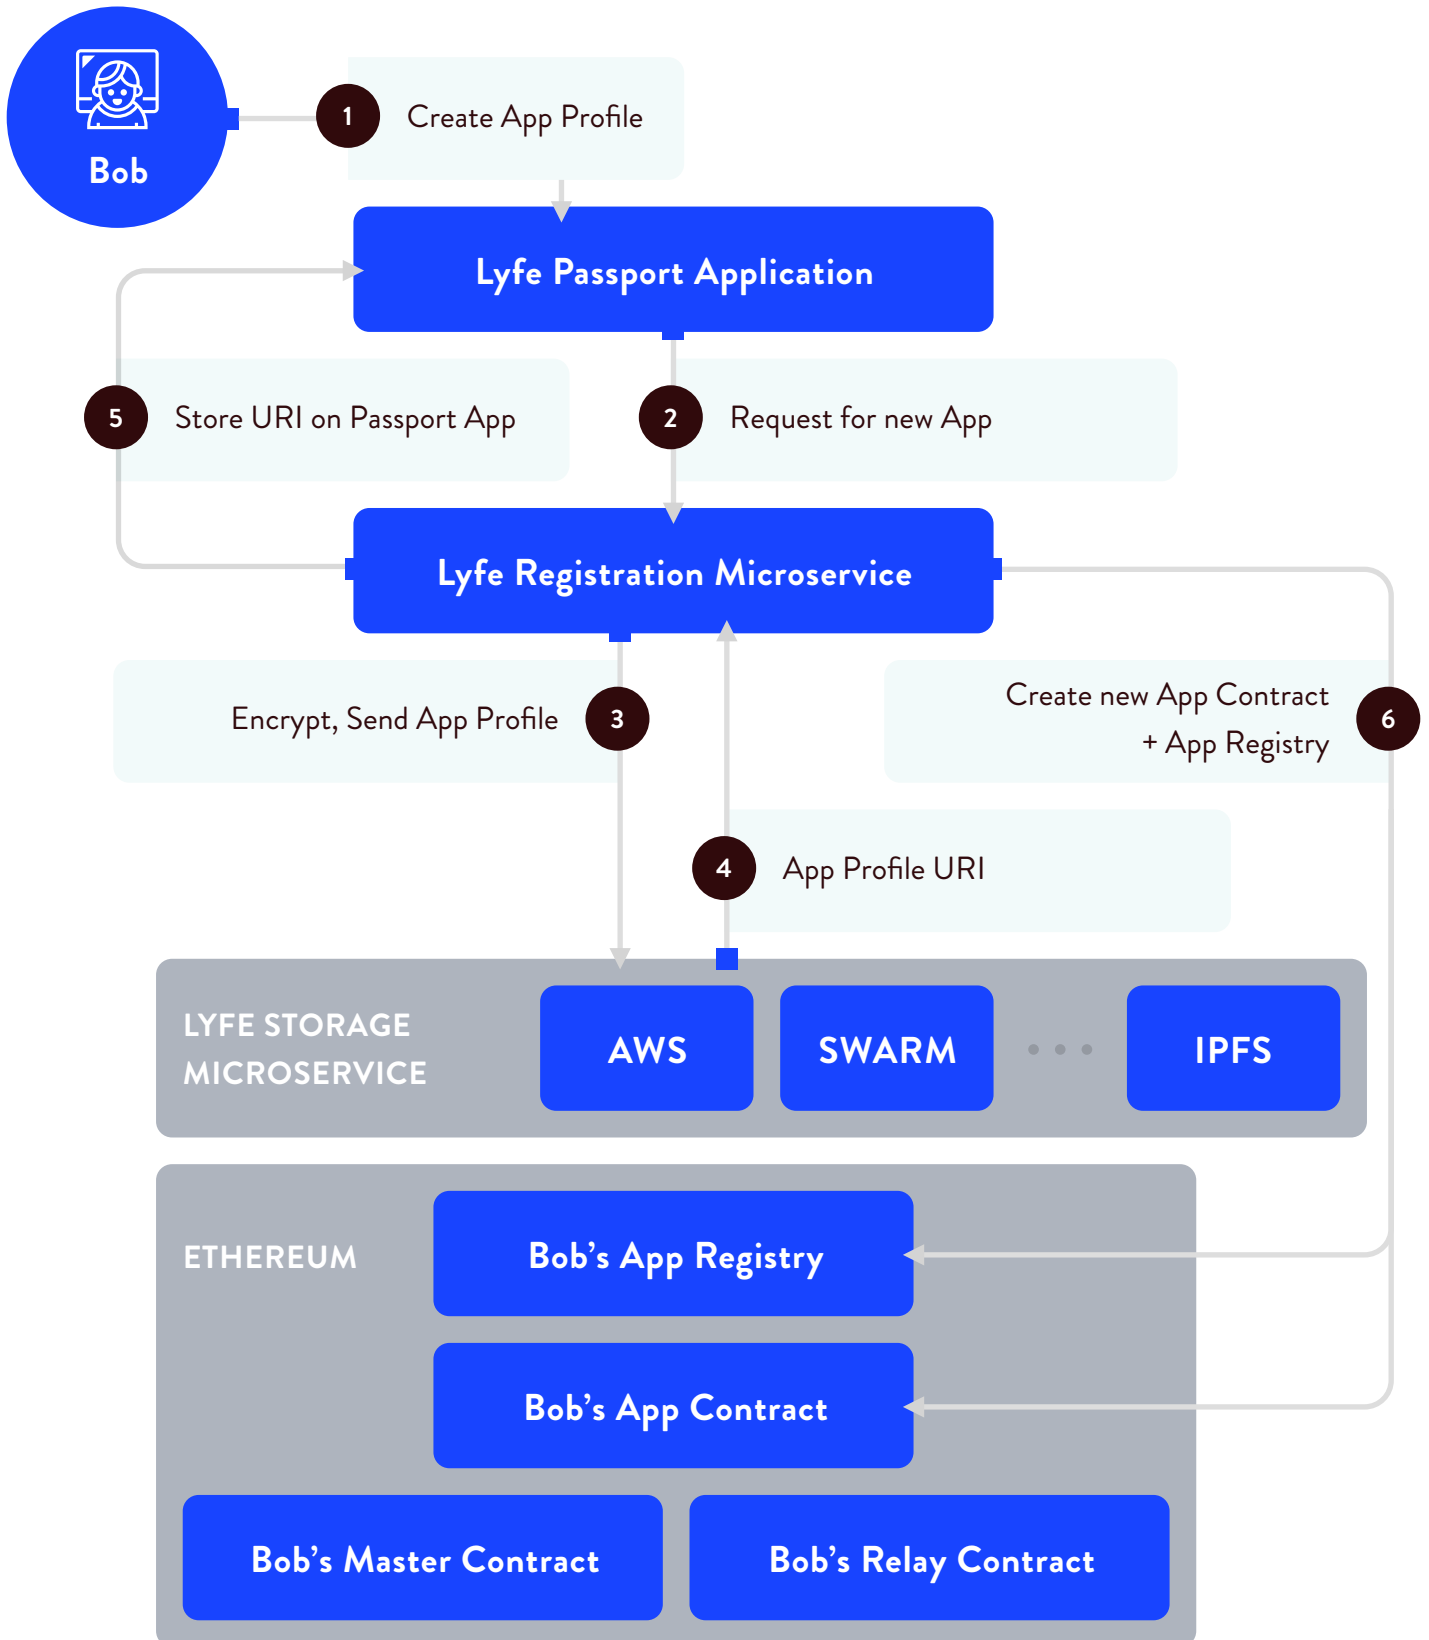 Bob
1
Create App Profile
Lyfe Passport Application
5
Store URI on Passport App
2
Request for new App
Lyfe Registration Microservice
Encrypt, Send App Profile
3
Create new App Contract
+ App Registry
6
4
App Profile URI
LYFE STORAGE
MICROSERVICE
AWS
SWARM
IPFS
ETHEREUM
Bob’s App Registry
Bob’s App Contract
Bob’s Master Contract
Bob’s Relay Contract